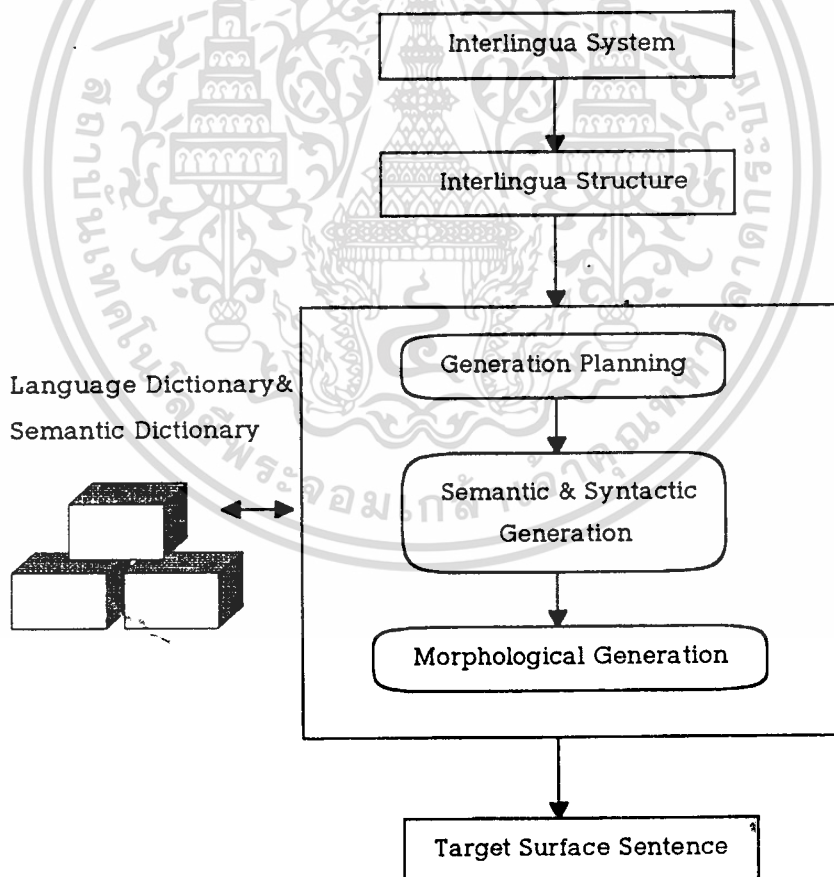 Interlingua System
Interlingua Structure
Generation Planning
Language Dictionary&
Semantic Dictionary
Semantic & Syntactic
Generation
Morphological Generation
Target Surface Sentence